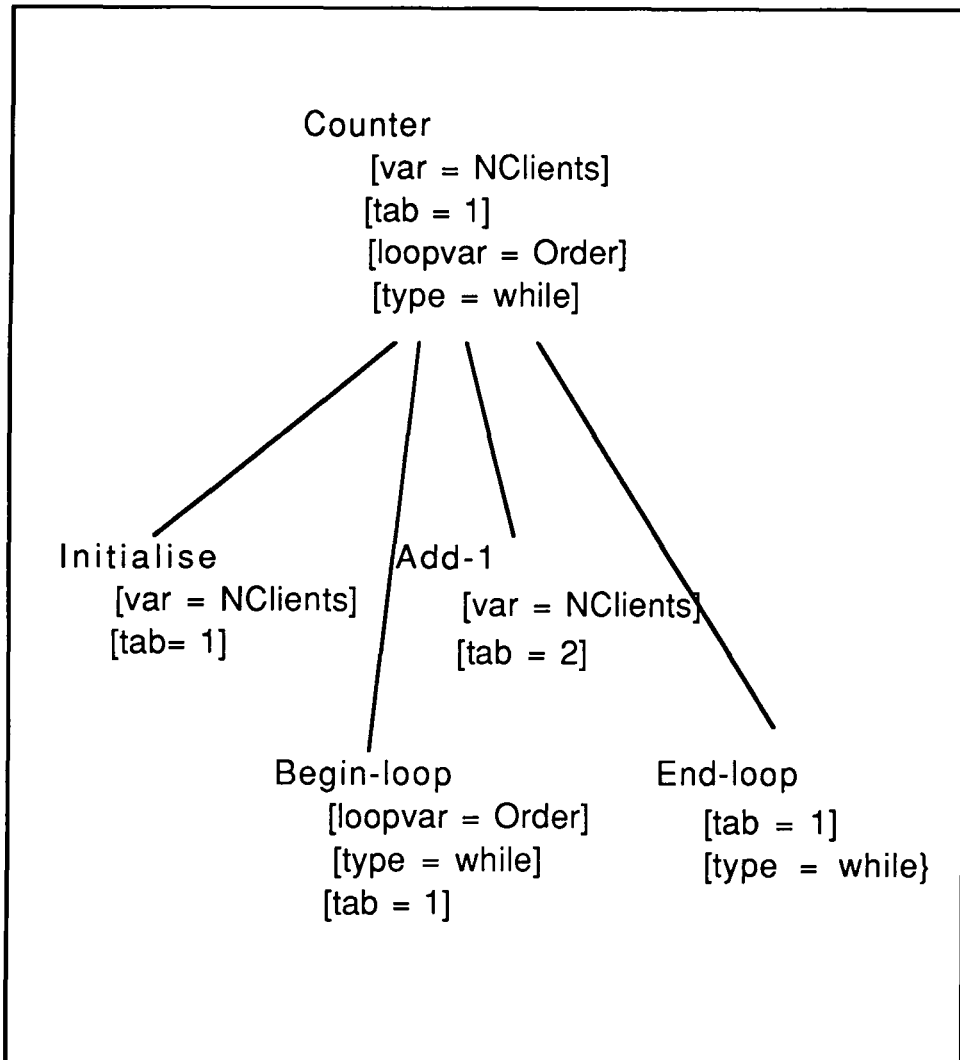 Counter
[var = NClients]
[tab = 1]
[loopvar = Order]
[type = while]
Initialise
[var = NClients]
[tab= 1]
Add-1
[var = NClients]
[tab = 2]
Begin-loop
[loopvar = Order]
[type = while]
[tab = 1]
End-loop
[tab = 1]
[type = while}